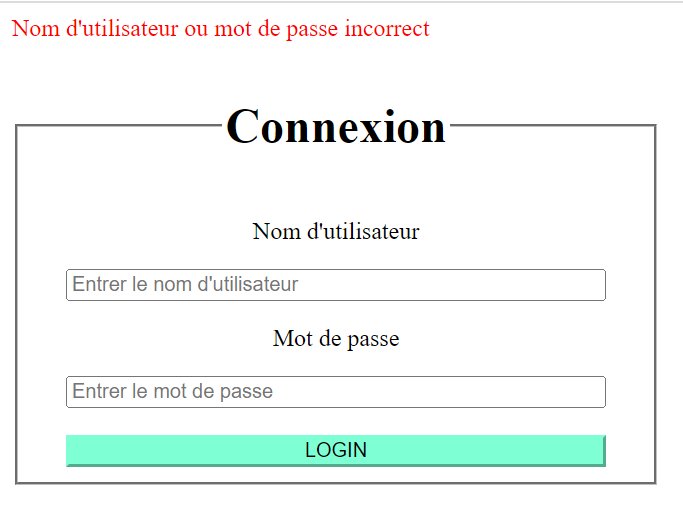 Nom d'utilisateur ou mot de passe incorrect
Connexion
Nom d'utilisateur
Entrer le nom d'utilisateur
Mot de passe
Entrer le mot de passe
LOGIN